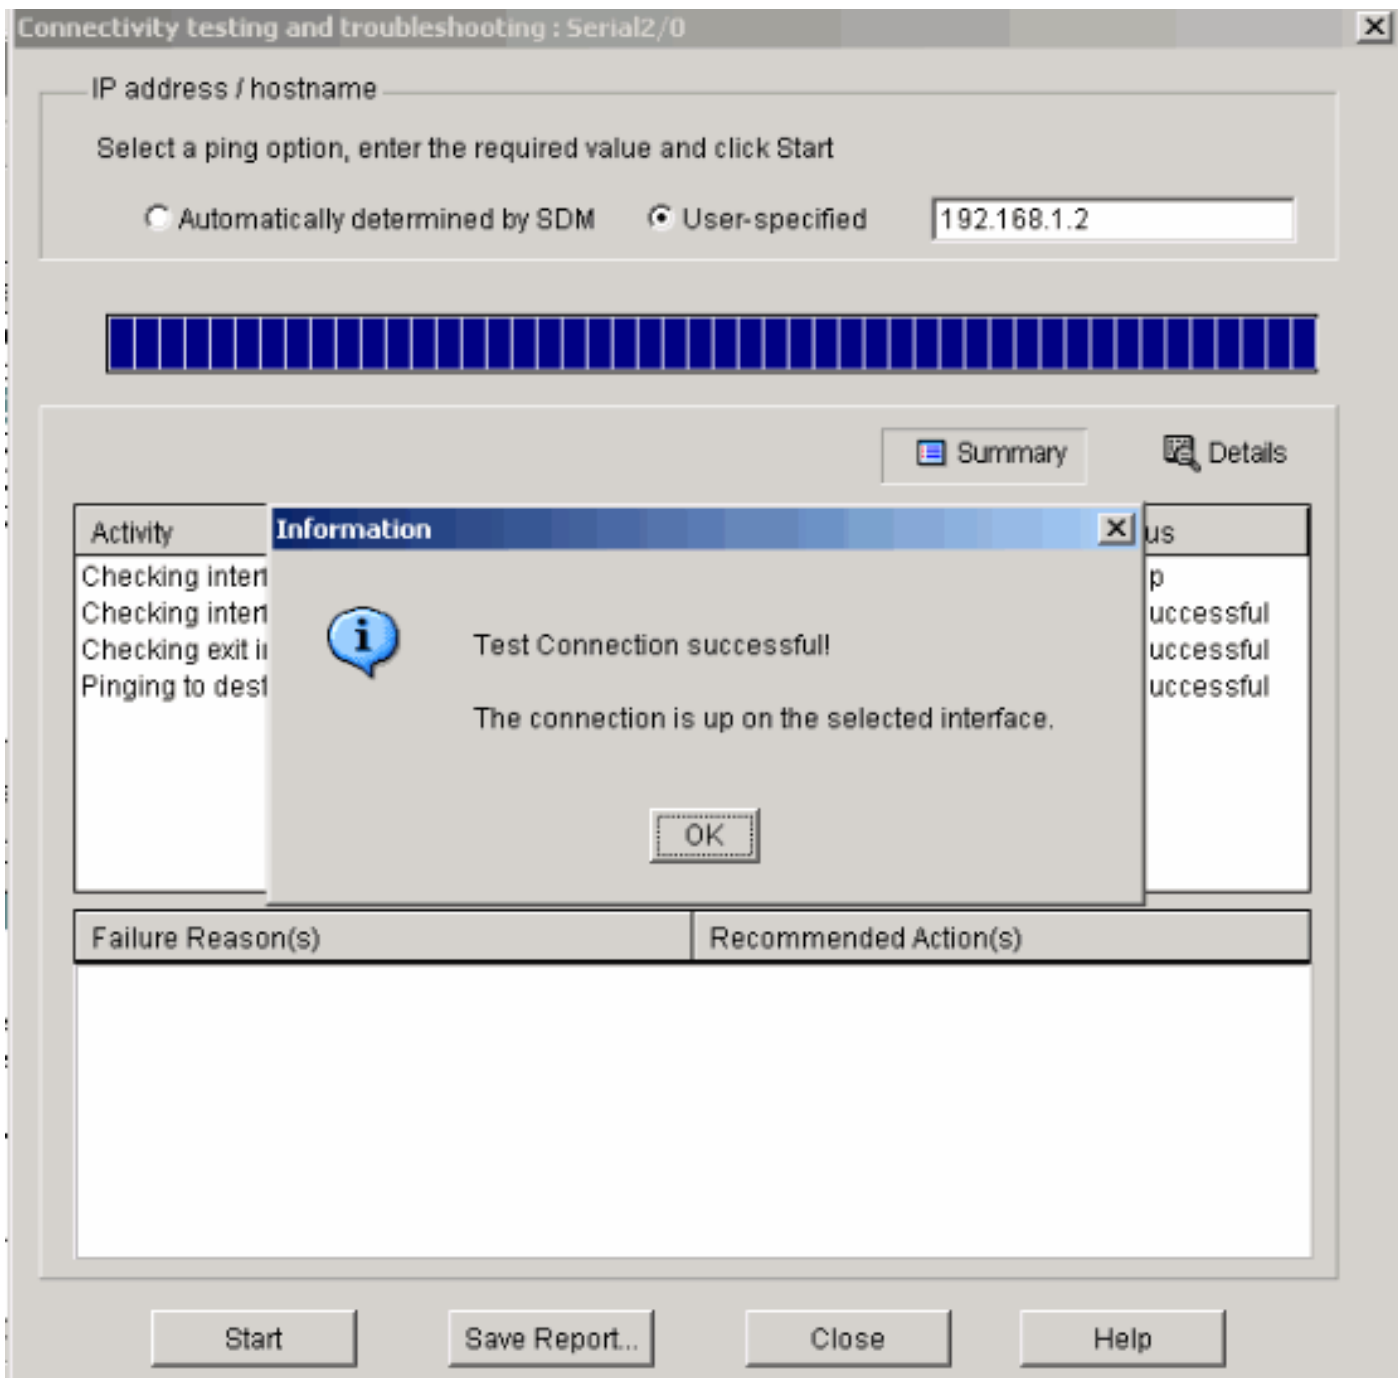 Connectivity testing and troubleshooting : Serial2/0
IP address / hostname
Select a ping option, enter the required value and click Start
Automatically determined by SDM User-specified 192.168.1.2
Summary Details
Activity
Information
us
Checking interf
p
Checking interf
uccessful
Checking exit i
uccessful
Pinging to dest
uccessful
Test Connection successful!
The connection is up on the selected interface.
OK
Failure Reason(s) Recommended Action(s)
Start Save Report... Close Help